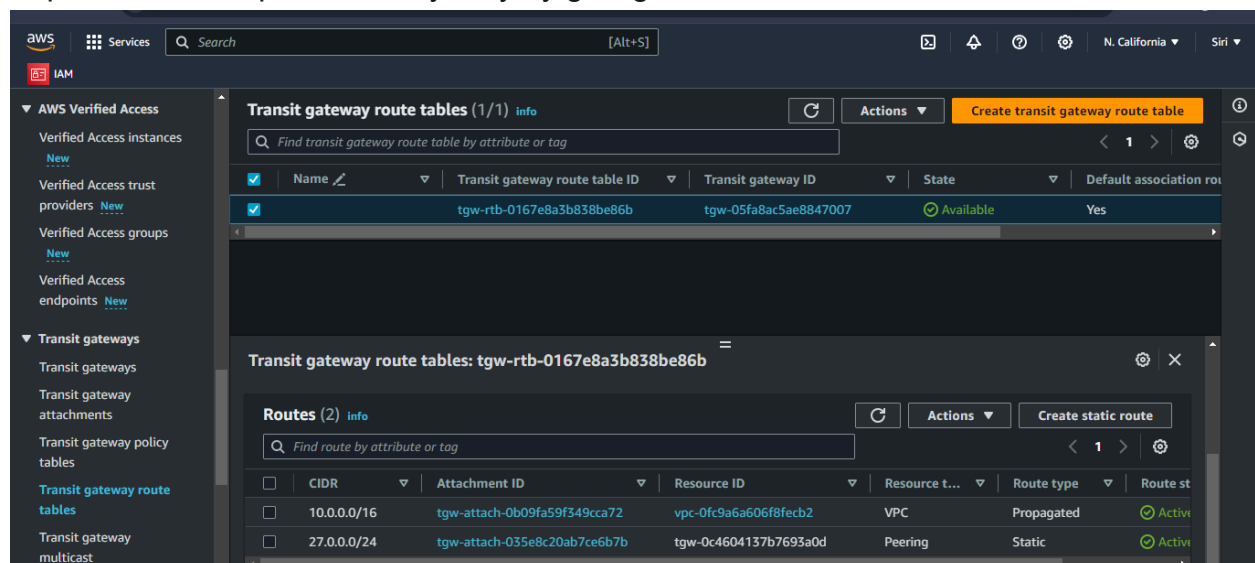 aws Services Search [Alt+S] N. California ▼ Siri ▼
IAM
▼ AWS Verified Access
Verified Access instances
New
Verified Access trust
providers New
Verified Access groups
New
Verified Access
endpoints New
▼ Transit gateways
Transit gateways
Transit gateway
attachments
Transit gateway policy
tables
Transit gateway route
tables
Transit gateway
multicast
Transit gateway route tables (1/1) info Actions ▼ Create transit gateway route table
Find transit gateway route table by attribute or tag < 1 >
Name Transit gateway route table ID Transit gateway ID State Default association rou
tgw-rtb-0167e8a3b838be86b tgw-05fa8ac5ae8847007 Available Yes
Transit gateway route tables: tgw-rtb-0167e8a3b838be86b
Routes (2) info Actions ▼ Create static route
Find route by attribute or tag < 1 >
CIDR Attachment ID Resource ID Resource t... Route type Route st
10.0.0.0/16 tgw-attach-0b09fa59f349cca72 vpc-0fc9a6a606f8fecb2 VPC Propagated Active
27.0.0.0/24 tgw-attach-035e8c20ab7ce6b7b tgw-0c4604137b7693a0d Peering Static Active